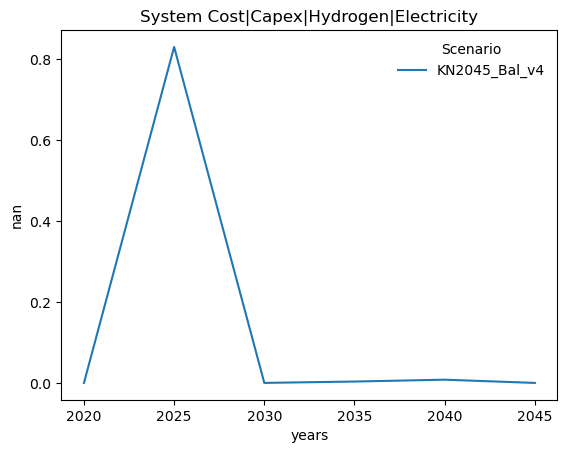 System Cost|Capex|Hydrogen|Electricity
Scenario
KN2045_Bal_v4
0.8
0.6
0.4
0.2
0.0
nan
2020 2025 2030 2035 2040 2045
years